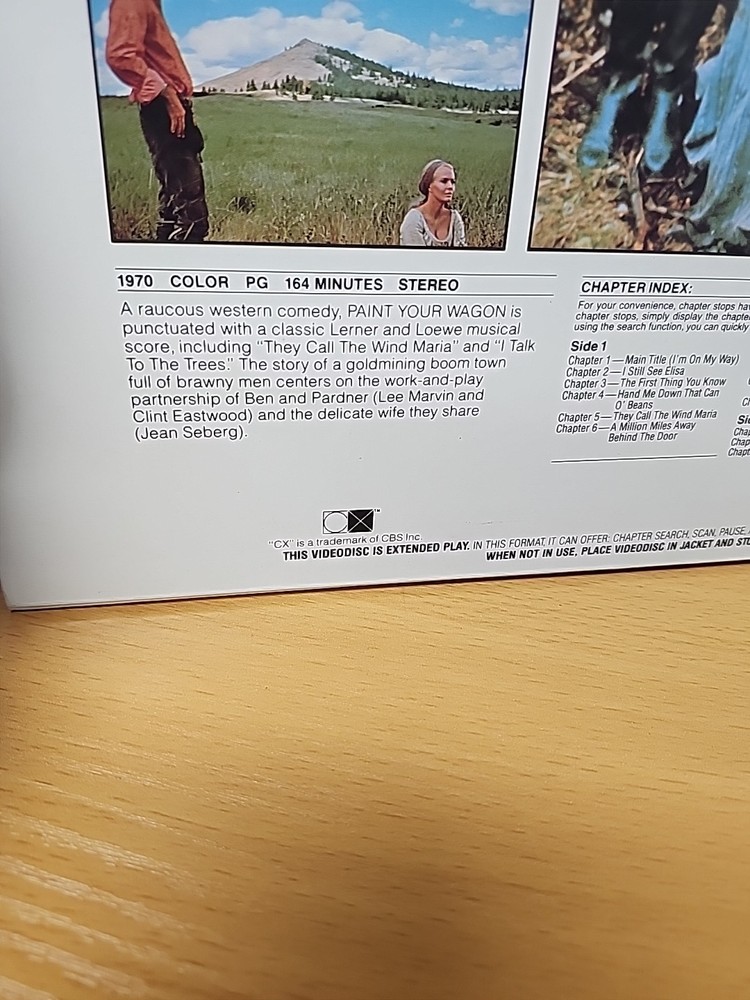 1970 COLOR PG 164 MINUTES STEREO
A raucous western comedy, PAINT YOUR WAGON is
punctuated with a classic Lerner and Loewe musical
score, including "They Call The Wind Maria" and "I Talk
To The Trees." The story of a goldmining boom town
full of brawny men centers on the work-and-play
partnership of Ben and Pardner (Lee Marvin and
Clint Eastwood) and the delicate wife they share
(Jean Seberg).
CHAPTER INDEX:
For your convenience, chapter stops
chapter stops, simply display the
using the search function, you can quickly
Side 1
Chapter 1—Main Title (I'm On My Way)
Chapter 2—I Still See Elisa
Chapter 3—The First Thing You Know
Chapter 4—Hand Me Down That Can
O' Beans
Chapter 5—They Call The Wind Maria
Chapter 6—A Million Miles Away
Behind The Door
CX™
"CX" is a trademark of CBS Inc.
THIS VIDEODISC IS EXTENDED PLAY. IN THIS FORMAT, IT CAN OFFER: CHAPTER SEARCH, SCAN, PAUSE,
WHEN NOT IN USE, PLACE VIDEODISC IN JACKET AND